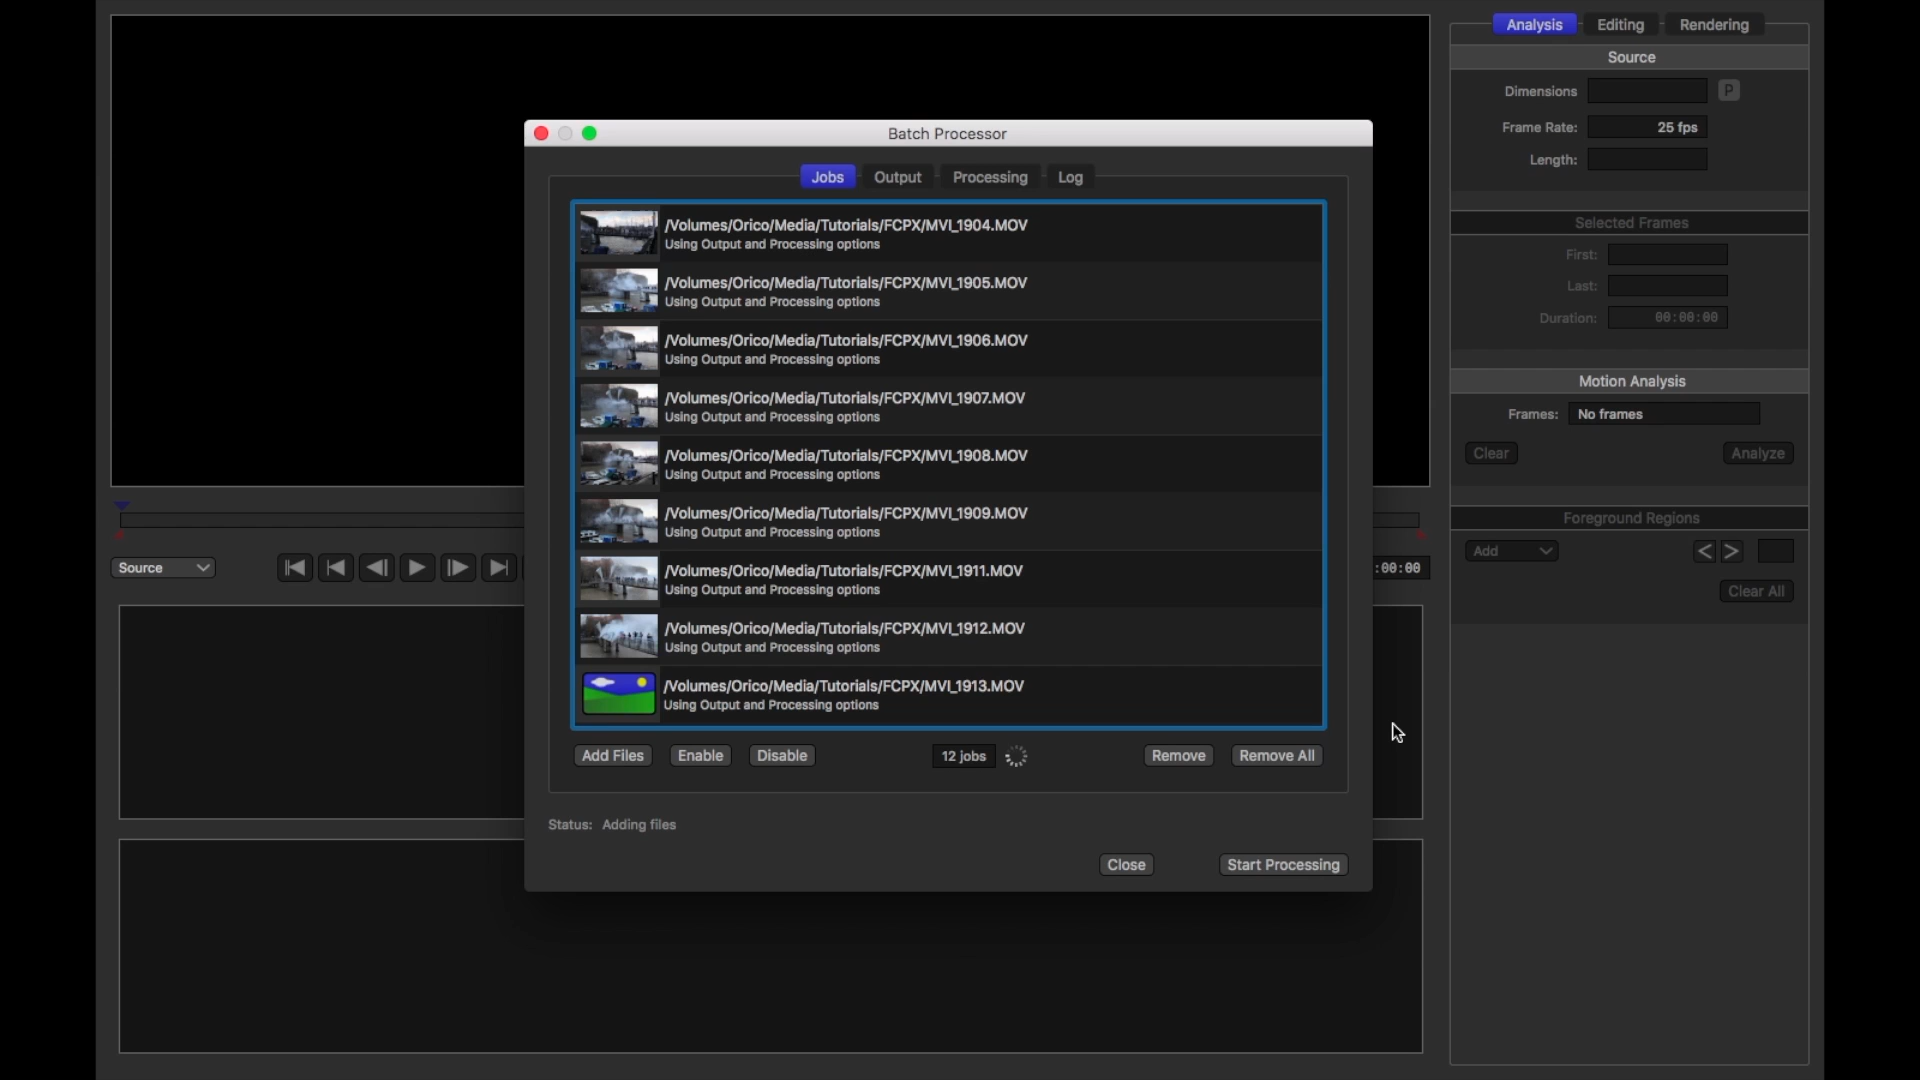 Analysis Editing Rendering
Source
Dimensions P
Frame Rate: 25 fps
Length:
Selected Frames
First:
Last:
Duration: 00:00:00
Motion Analysis
Frames: No frames
Clear Analyze
Foreground Regions
Add < >
Clear All
Batch Processor
Jobs Output Processing Log
/Volumes/Orico/Media/Tutorials/FCPX/MVI_1904.MOV
Using Output and Processing options
/Volumes/Orico/Media/Tutorials/FCPX/MVI_1905.MOV
Using Output and Processing options
/Volumes/Orico/Media/Tutorials/FCPX/MVI_1906.MOV
Using Output and Processing options
/Volumes/Orico/Media/Tutorials/FCPX/MVI_1907.MOV
Using Output and Processing options
/Volumes/Orico/Media/Tutorials/FCPX/MVI_1908.MOV
Using Output and Processing options
/Volumes/Orico/Media/Tutorials/FCPX/MVI_1909.MOV
Using Output and Processing options
/Volumes/Orico/Media/Tutorials/FCPX/MVI_1911.MOV
Using Output and Processing options
/Volumes/Orico/Media/Tutorials/FCPX/MVI_1912.MOV
Using Output and Processing options
/Volumes/Orico/Media/Tutorials/FCPX/MVI_1913.MOV
Using Output and Processing options
Add Files Enable Disable 12 jobs Remove Remove All
Status: Adding files
Close Start Processing
Source
:00:00